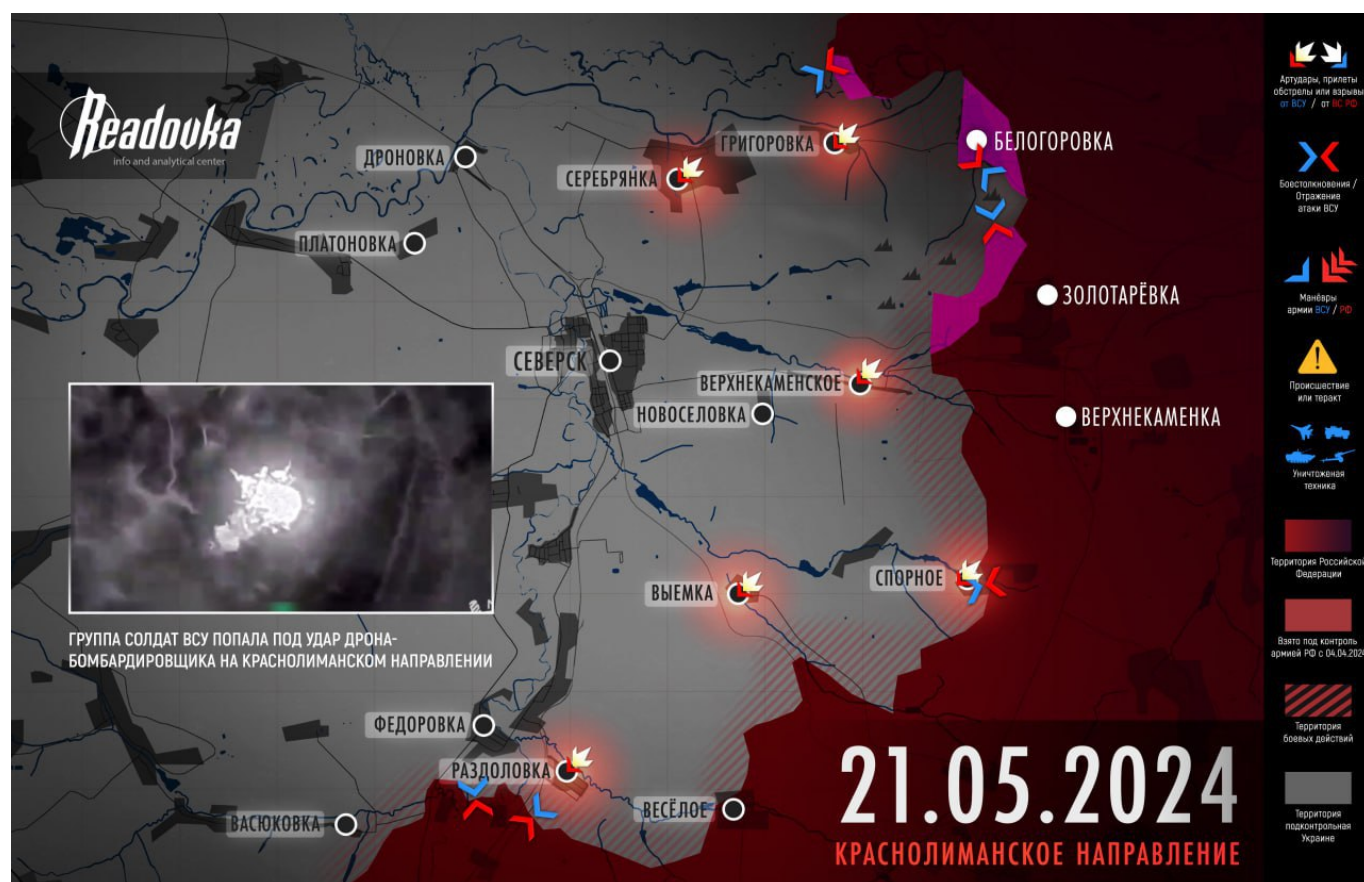 Readovka
info and analytical center
ДРОНОВКА
ГРИГОРОВКА
БЕЛОГОРОВКА
СЕРЕБРЯНКА
ПЛАТОНОВКА
ЗОЛОТАРЁВКА
СЕВЕРСК
ВЕРХНЕКАМЕНСКОЕ
НОВОСЕЛОВКА
ВЕРХНЕКАМЕНКА
ВЫЕМКА
СПОРНОЕ
ГРУППА СОЛДАТ ВСУ ПОПАЛА ПОД УДАР ДРОНА-
БОМБАРДИРОВЩИКА НА КРАСНОЛИМАНСКОМ НАПРАВЛЕНИИ
ФЕДОРОВКА
РАЗДОЛОВКА
ВЕСЁЛОЕ
ВАСЮКОВКА
21.05.2024
КРАСНОЛИМАНСКОЕ НАПРАВЛЕНИЕ
Артудары, прилеты
обстрелы или взрывы
от ВСУ / от ВС РФ
Боестолкновения /
Отражение
атаки ВСУ
Манёвры
армии ВСУ / РФ
Происшествие
или теракт
Уничтоженая
техника
Территория Российской
Федерации
Взято под контроль
армией РФ с 04.04.2024
Территория
боевых действий
Территория
подконтрольная
Украине